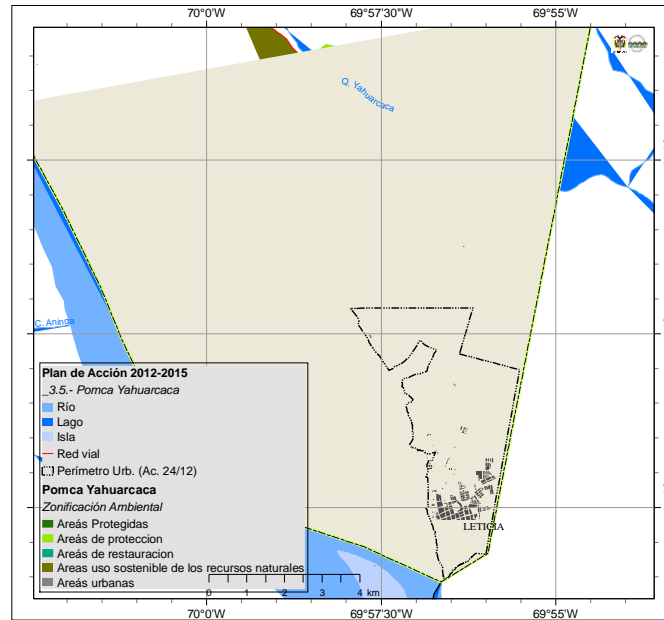 70°0'W 69°57'30"W 69°55'W
Q. Yahuarcaca
C. Aninga
Plan de Acción 2012-2015
_3.5.- Pomca Yahuarcaca
Río
Lago
Isla
Red vial
Perímetro Urb. (Ac. 24/12)
Pomca Yahuarcaca
Zonificación Ambiental
Areás Protegidas
Areás de proteccion
Areás de restauracion
Areas uso sostenible de los recursos naturales
Areás urbanas
LETICIA
0 1 2 3 4 km
70°0'W 69°57'30"W 69°55'W